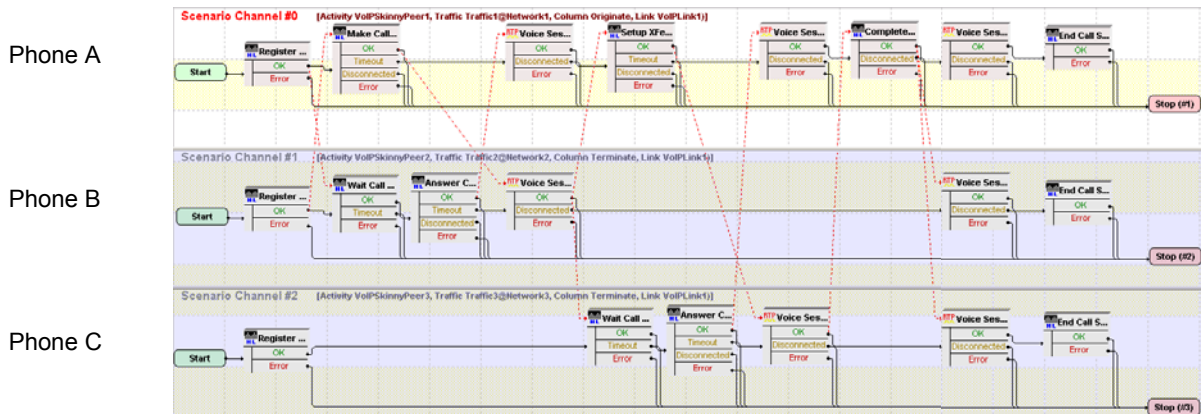 Scenario Channel #0 [Activity VoIPSkinnyPeer1, Traffic Traffic1@Network1, Column Originate, Link VoIPLink1)]
Phone A
Start
Register ...
OK
Error
Make Call...
OK
Timeout
Disconnected
Error
RTP Voice Ses...
OK
Disconnected
Error
Setup XFe...
OK
Timeout
Disconnected
Error
RTP Voice Ses...
OK
Disconnected
Error
Complete...
OK
Disconnected
Error
RTP Voice Ses...
OK
Disconnected
Error
End Call S...
OK
Error
Stop (#1)
Scenario Channel #1 [Activity VoIPSkinnyPeer2, Traffic Traffic2@Network2, Column Terminate, Link VoIPLink1)]
Phone B
Start
Register ...
OK
Error
Wait Call ...
OK
Timeout
Error
Answer C...
OK
Timeout
Disconnected
Error
RTP Voice Ses...
OK
Disconnected
Error
RTP Voice Ses...
OK
Disconnected
Error
End Call S...
OK
Error
Stop (#2)
Scenario Channel #2 [Activity VoIPSkinnyPeer3, Traffic Traffic3@Network3, Column Terminate, Link VoIPLink1)]
Phone C
Start
Register ...
OK
Error
Wait Call ...
OK
Timeout
Error
Answer C...
OK
Timeout
Disconnected
Error
RTP Voice Ses...
OK
Disconnected
Error
RTP Voice Ses...
OK
Disconnected
Error
End Call S...
OK
Error
Stop (#3)